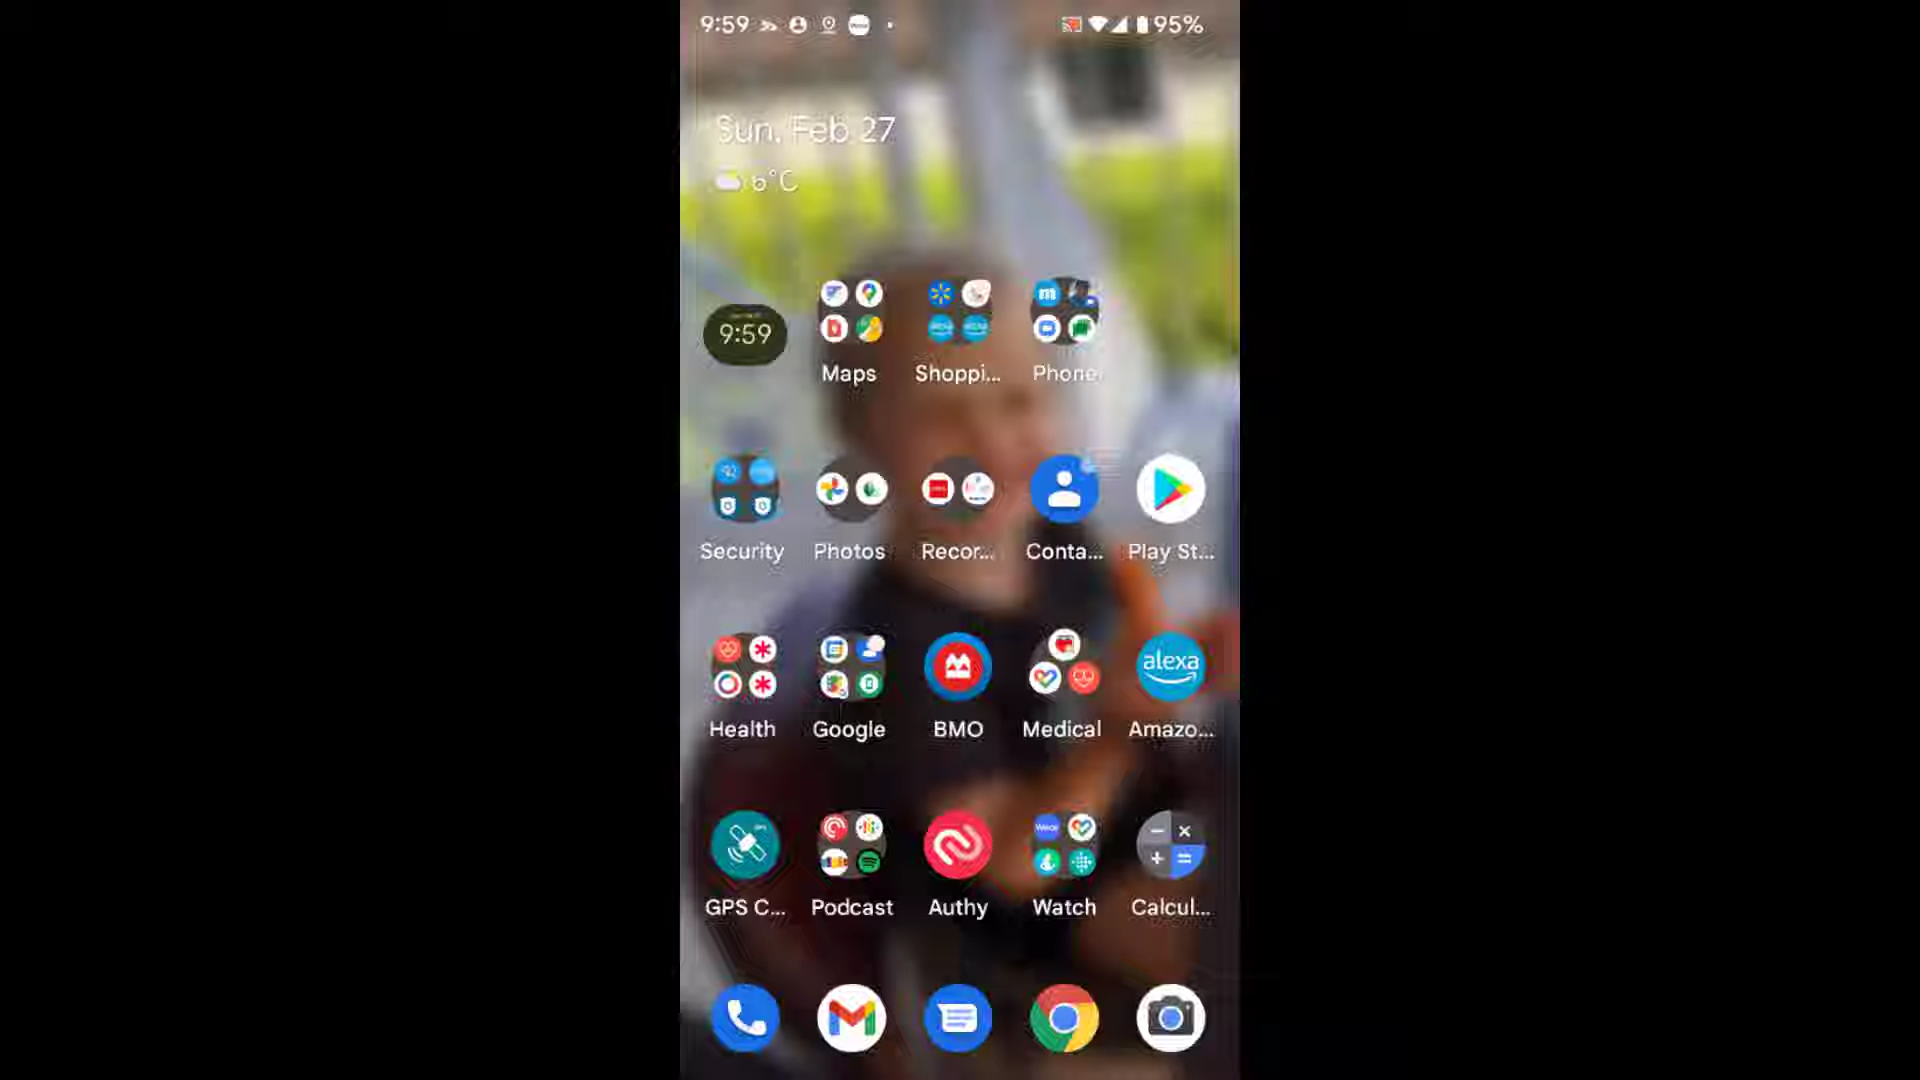 9:59 95%
Sun, Feb 27
6°C
9:59
Maps Shoppi... Phone
Security Photos Recor... Conta... Play St...
alexa
Health Google BMO Medical Amazo...
GPS C... Podcast Authy Watch Calcul...